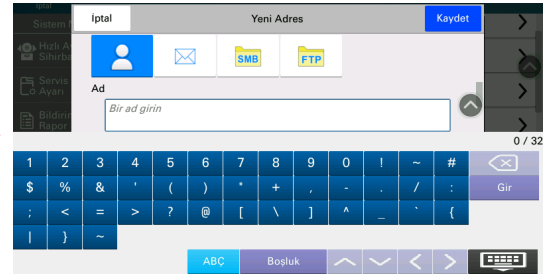 İptal
Yeni Adres
Kaydet
Sistem
Hızlı A
Sihirba
SMB
FTP
Servis
Ayarı
Ad
Bir ad girin
Bildirim
Rapor
0 / 32
1 2 3 4 5 6 7 8 9 0 ! ~ #
$ % & ' ( ) * + , - . / : Gir
; < = > ? @ [ \ ] ^ _ ` {
| } ~
ABÇ Boşluk